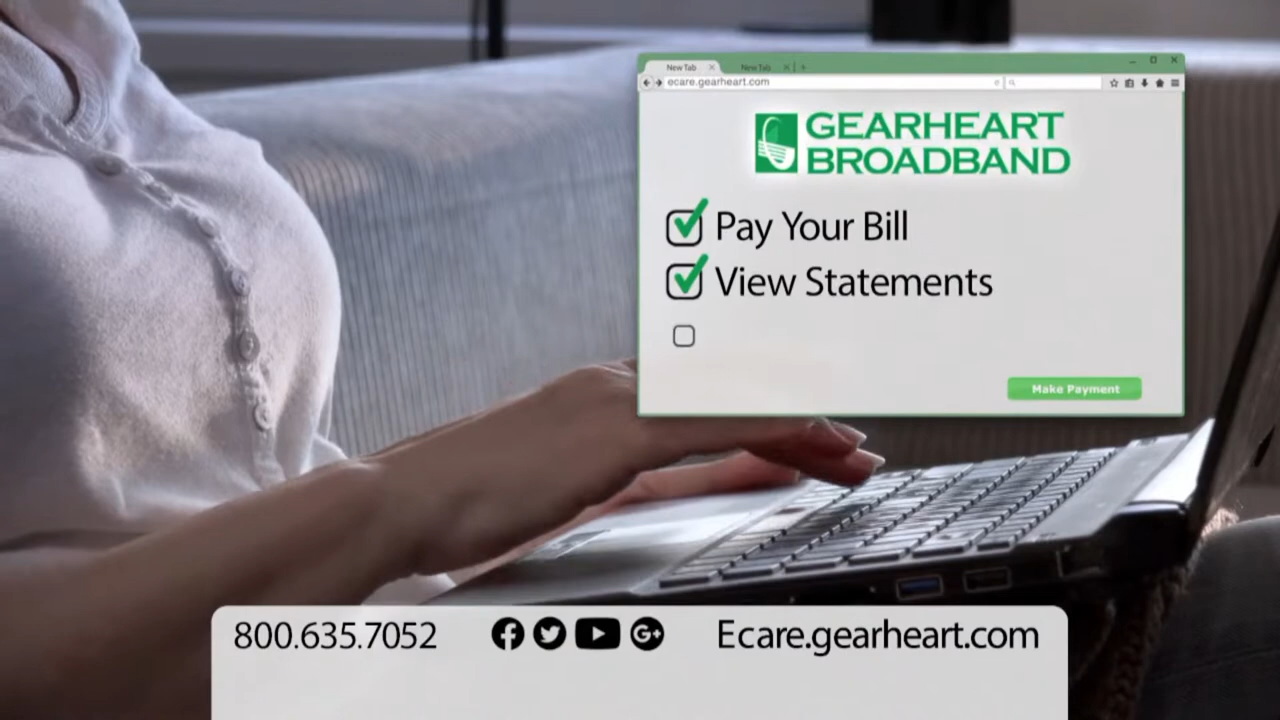 New Tab
New Tab
ecare.gearheart.com
GEARHEART
BROADBAND
Pay Your Bill
View Statements
Make Payment
800.635.7052
Ecare.gearheart.com